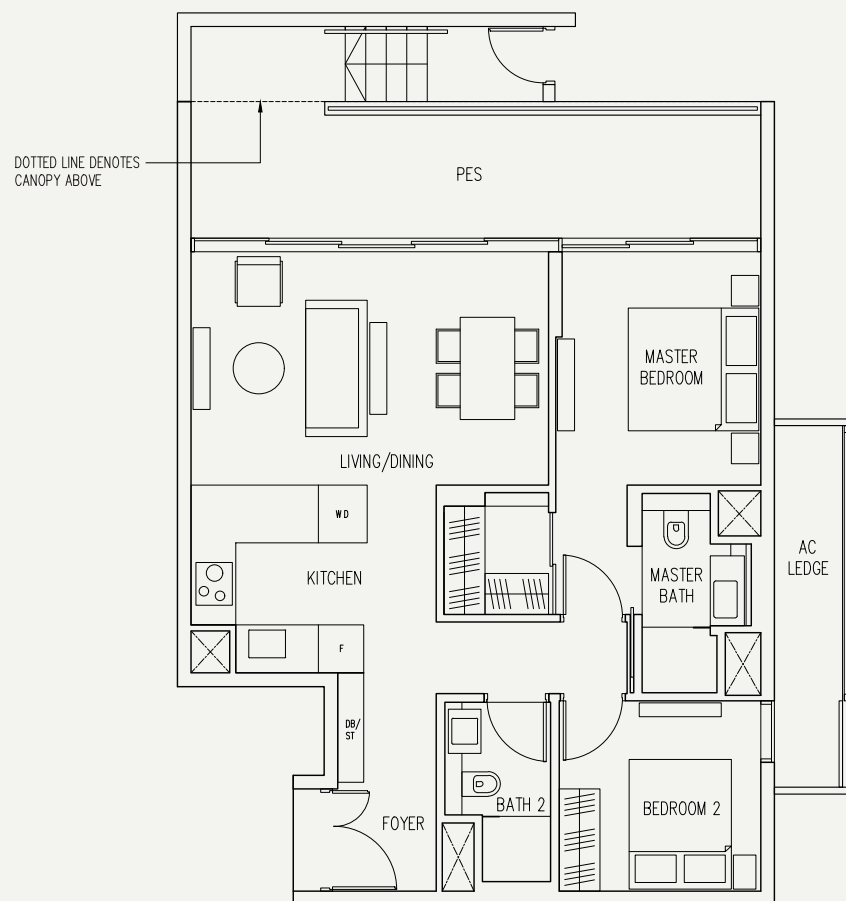 DOTTED LINE DENOTES
CANOPY ABOVE
PES
MASTER
BEDROOM
LIVING/DINING
WD
KITCHEN
MASTER
BATH
AC
LEDGE
F
DB/
ST
BATH 2
BEDROOM 2
FOYER